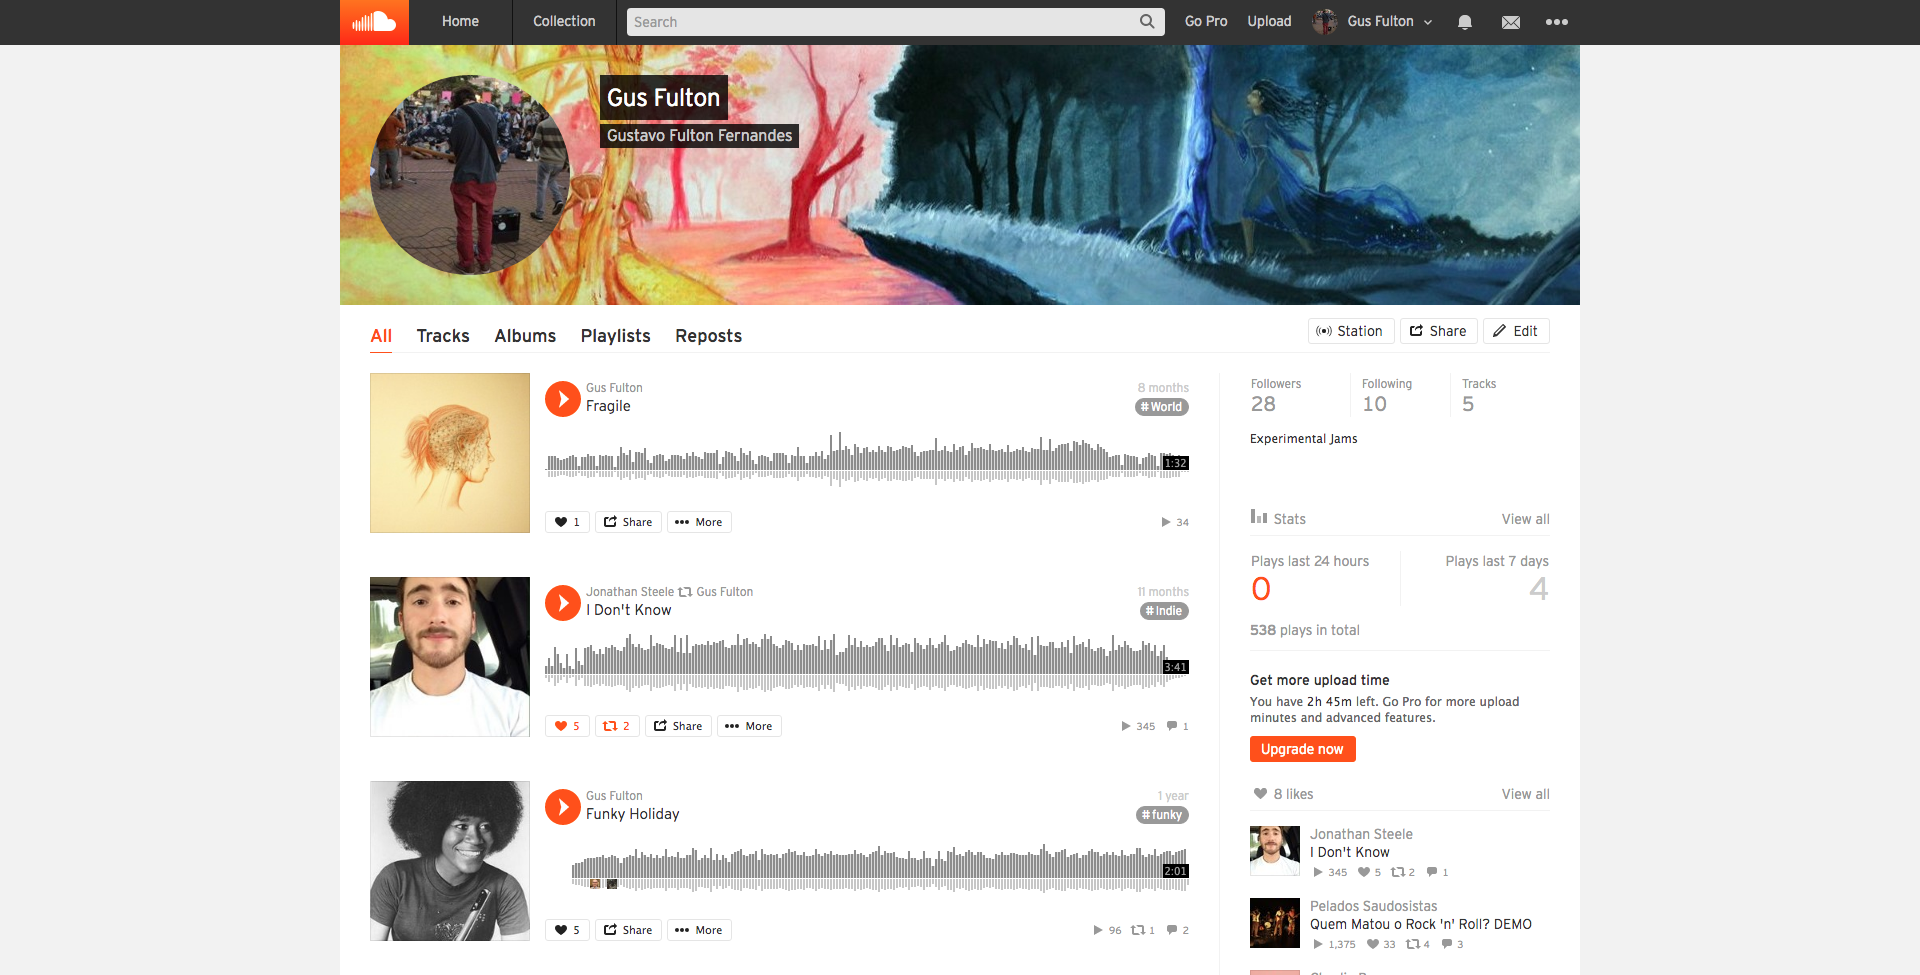 Home
Collection
Search
Go Pro
Upload
Gus Fulton
Gus Fulton
Gustavo Fulton Fernandes
All
Tracks
Albums
Playlists
Reposts
Station
Share
Edit
Gus Fulton
Fragile
8 months
# World
1:32
1
Share
More
34
Jonathan Steele Gus Fulton
I Don't Know
11 months
# Indie
3:41
5
2
Share
More
345
1
Gus Fulton
Funky Holiday
1 year
# funky
2:01
5
Share
More
96
1
2
Followers
28
Following
10
Tracks
5
Experimental Jams
Stats
View all
Plays last 24 hours
0
Plays last 7 days
4
538 plays in total
Get more upload time
You have 2h 45m left. Go Pro for more upload
minutes and advanced features.
Upgrade now
8 likes
View all
Jonathan Steele
I Don't Know
345 5 2 1
Pelados Saudosistas
Quem Matou o Rock 'n' Roll? DEMO
1,375 33 4 3